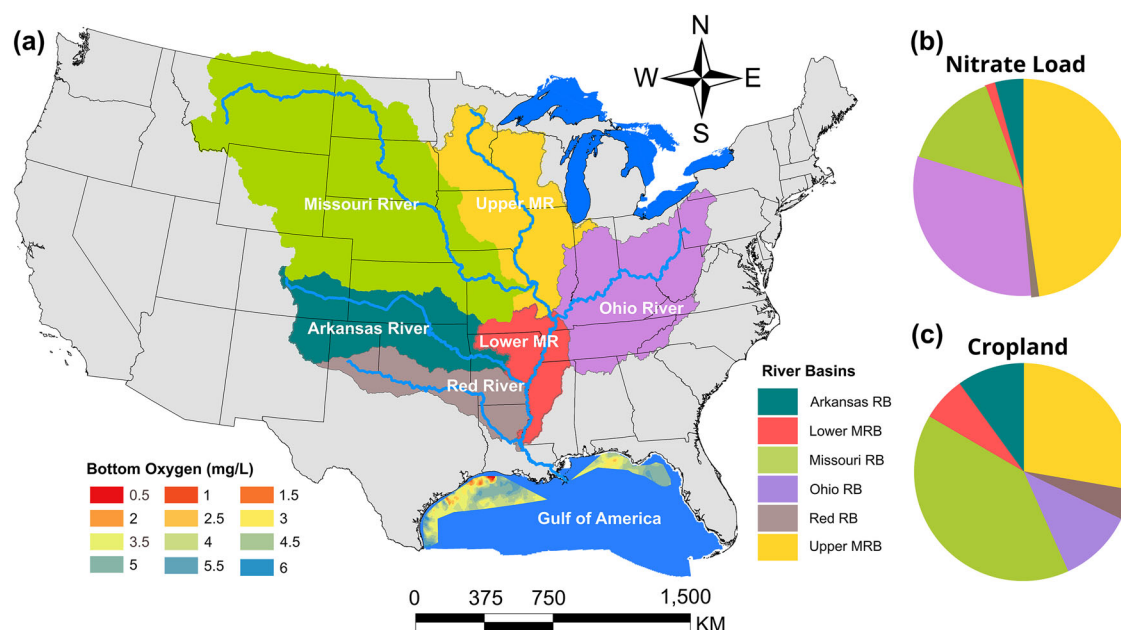 (a)
N
W E
S
Missouri River
Upper MR
Ohio River
Arkansas River
Lower MR
Red River
Gulf of America
Bottom Oxygen (mg/L)
0.5 1 1.5
2 2.5 3
3.5 4 4.5
5 5.5 6
0 375 750 1,500
KM
River Basins
Arkansas RB
Lower MRB
Missouri RB
Ohio RB
Red RB
Upper MRB
(b)
Nitrate Load
(c)
Cropland